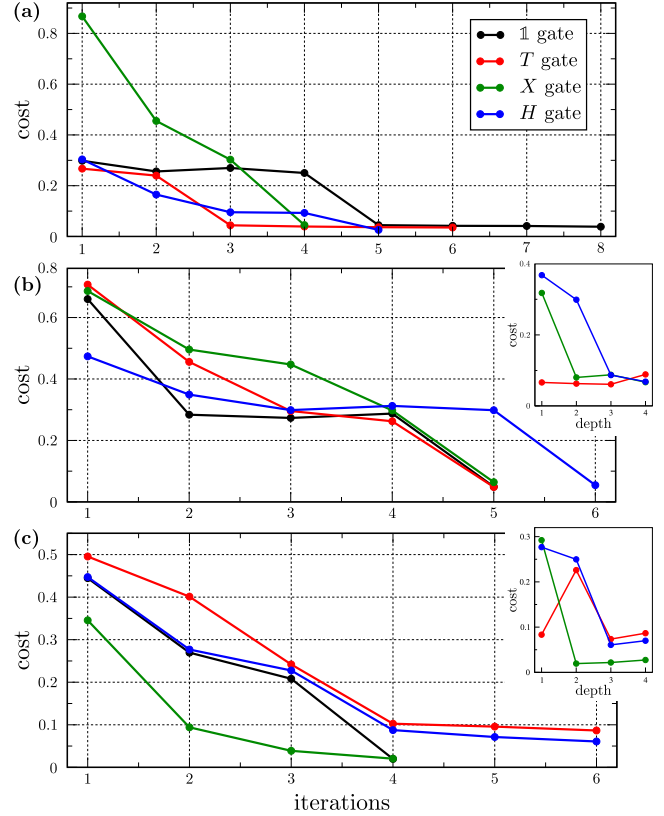 (a)
0.8
0.6
0.4
0.2
0
cost
𝟙 gate
T gate
X gate
H gate
1 2 3 4 5 6 7 8
(b)
0.8
0.6
0.4
0.2
0
cost
1 2 3 4 5 6
0.4
0.2
0
cost
1 2 3 4
depth
(c)
0.5
0.4
0.3
0.2
0.1
0
cost
1 2 3 4 5 6
iterations
0.3
0.2
0.1
0
cost
1 2 3 4
depth